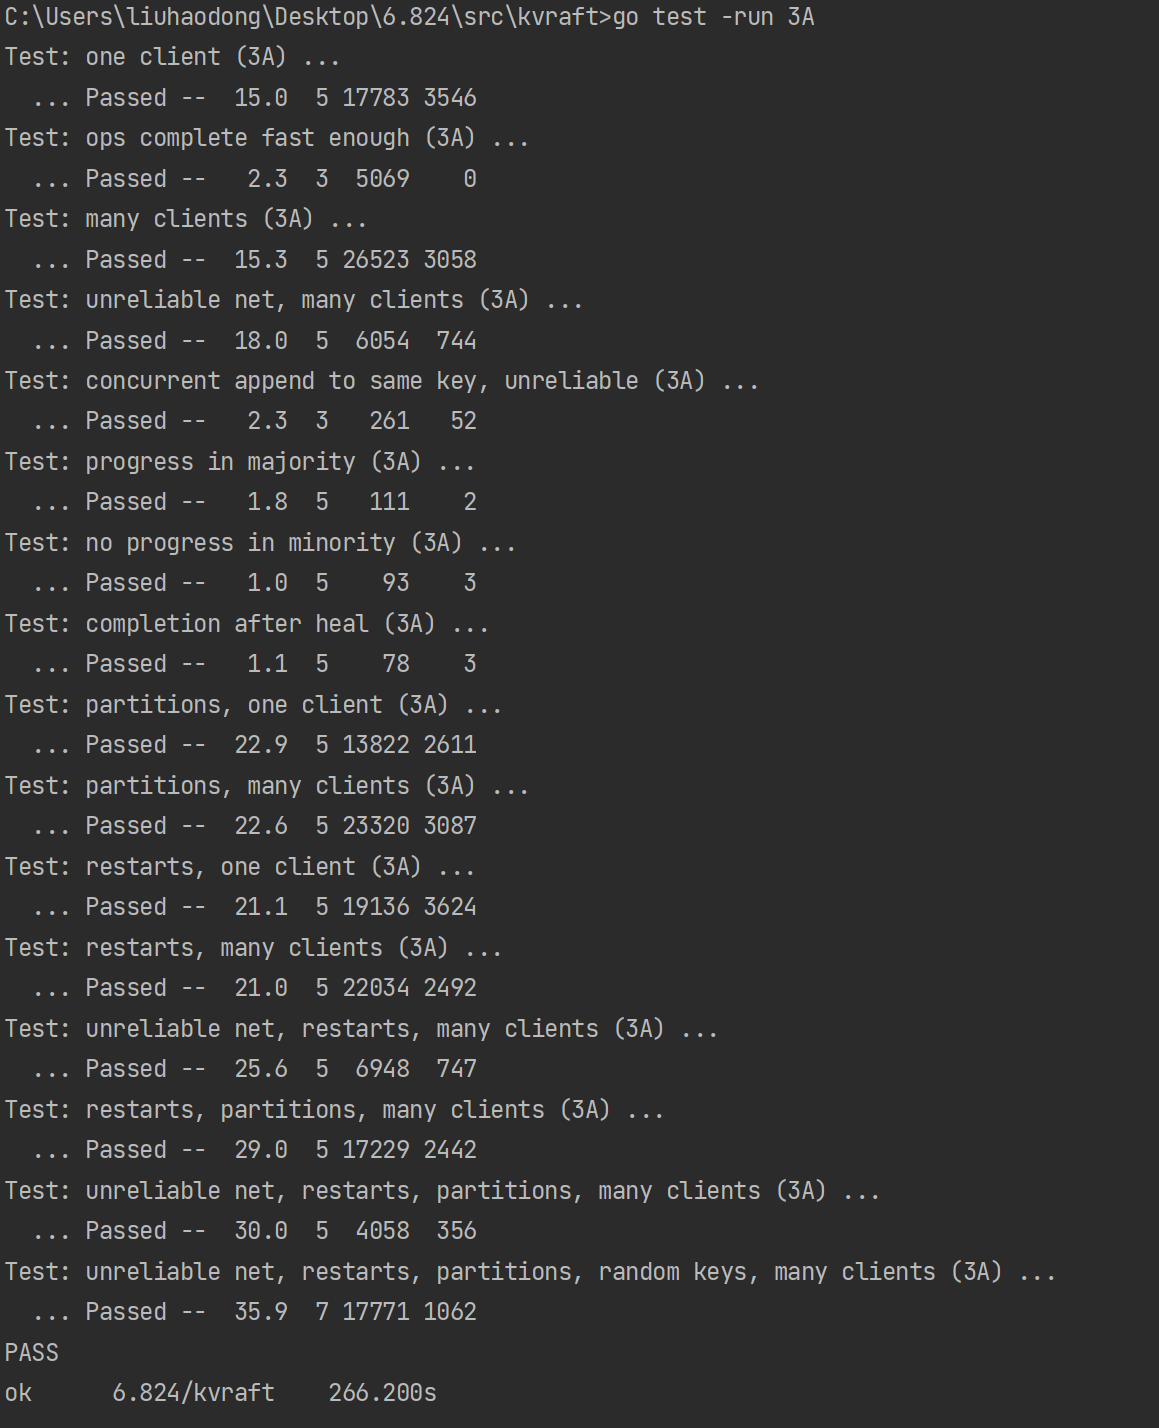 C:\Users\liuhaodong\Desktop\6.824\src\kvraft>go test -run 3A
Test: one client (3A) ...
  ... Passed --  15.0  5 17783 3546
Test: ops complete fast enough (3A) ...
  ... Passed --   2.3  3  5069    0
Test: many clients (3A) ...
  ... Passed --  15.3  5 26523 3058
Test: unreliable net, many clients (3A) ...
  ... Passed --  18.0  5  6054  744
Test: concurrent append to same key, unreliable (3A) ...
  ... Passed --   2.3  3   261   52
Test: progress in majority (3A) ...
  ... Passed --   1.8  5   111    2
Test: no progress in minority (3A) ...
  ... Passed --   1.0  5    93    3
Test: completion after heal (3A) ...
  ... Passed --   1.1  5    78    3
Test: partitions, one client (3A) ...
  ... Passed --  22.9  5 13822 2611
Test: partitions, many clients (3A) ...
  ... Passed --  22.6  5 23320 3087
Test: restarts, one client (3A) ...
  ... Passed --  21.1  5 19136 3624
Test: restarts, many clients (3A) ...
  ... Passed --  21.0  5 22034 2492
Test: unreliable net, restarts, many clients (3A) ...
  ... Passed --  25.6  5  6948  747
Test: restarts, partitions, many clients (3A) ...
  ... Passed --  29.0  5 17229 2442
Test: unreliable net, restarts, partitions, many clients (3A) ...
  ... Passed --  30.0  5  4058  356
Test: unreliable net, restarts, partitions, random keys, many clients (3A) ...
  ... Passed --  35.9  7 17771 1062
PASS
ok      6.824/kvraft    266.200s